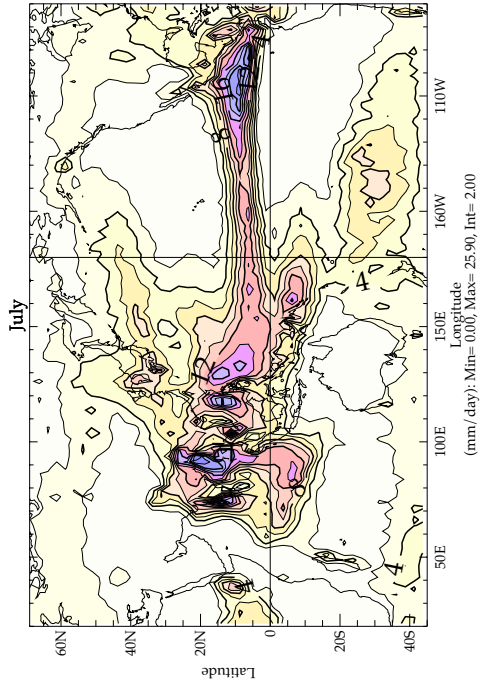 July
60N
40N
20N
0
20S
40S
Latitude
50E
100E
150E
160W
110W
Longitude
(mm/day): Min= 0.00, Max= 25.90, Int= 2.00
4
4
8